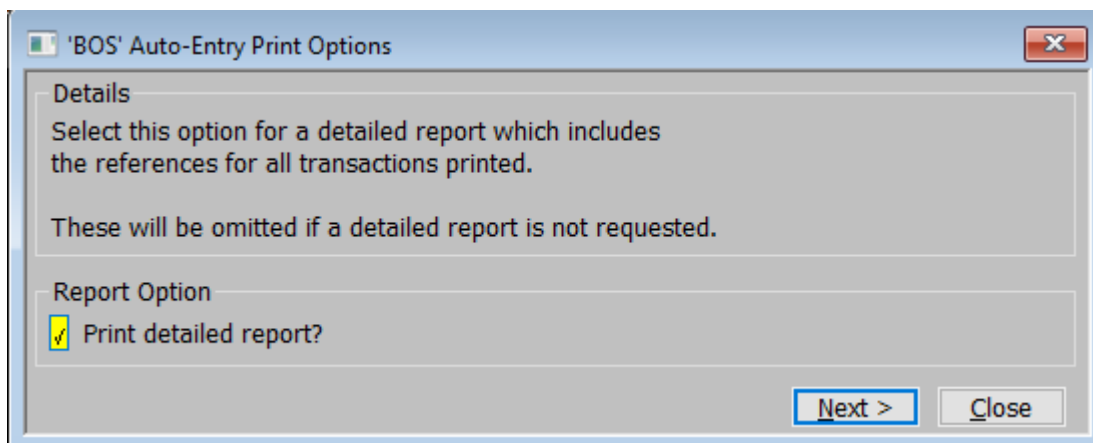 'BOS' Auto-Entry Print Options
Details
Select this option for a detailed report which includes
the references for all transactions printed.
These will be omitted if a detailed report is not requested.
Report Option
Print detailed report?
Next >
Close